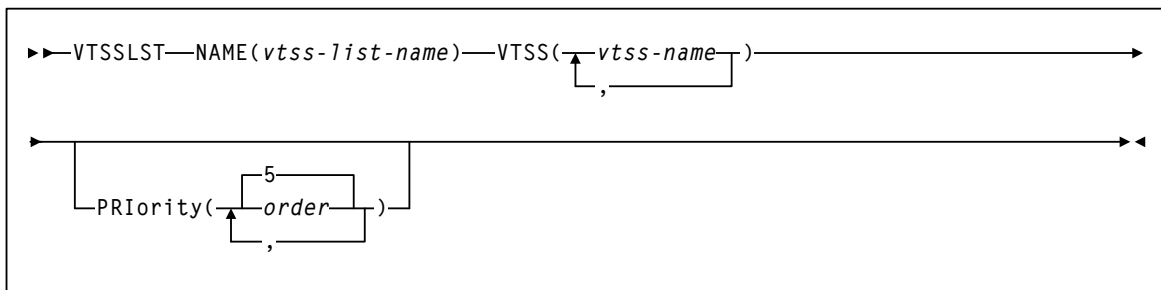 VTSSLST NAME(vtss-list-name) VTSS( vtss-name )
,
5
PRIority( order )
,